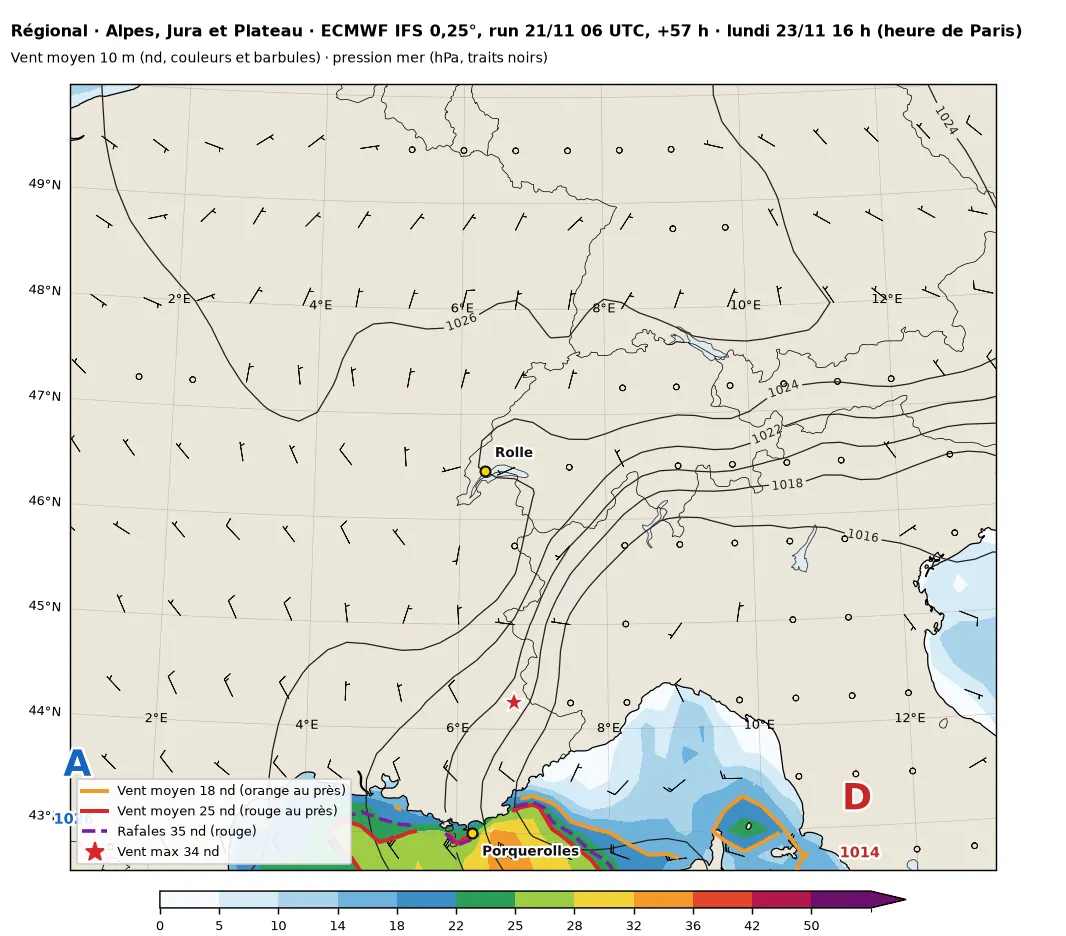 Régional · Alpes, Jura et Plateau · ECMWF IFS 0,25°, run 21/11 06 UTC, +57 h · lundi 23/11 16 h (heure de Paris)
Vent moyen 10 m (nd, couleurs et barbules) · pression mer (hPa, traits noirs)
1024
49°N
48°N
2°E
4°E
6°E
8°E
10°E
12°E
1026
47°N
1024
1022
Rolle
1018
46°N
1016
45°N
44°N
2°E
4°E
6°E
8°E
10°E
12°E
A
D
43°
Vent moyen 18 nd (orange au près)
Vent moyen 25 nd (rouge au près)
Rafales 35 nd (rouge)
Vent max 34 nd
Porquerolles
1014
0 5 10 14 18 22 25 28 32 36 42 50